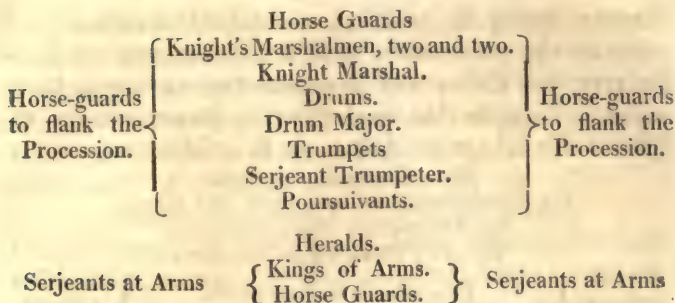 Horse Guards
Knight's Marshalmen, two and two.
Knight Marshal.
Horse-guards Drums. Horse-guards
to flank the Drum Major. to flank the
Procession. Trumpets Procession.
Serjeant Trumpeter.
Poursuivants.
Heralds.
Serjeants at Arms { Kings of Arms. } Serjeants at Arms
Horse Guards.